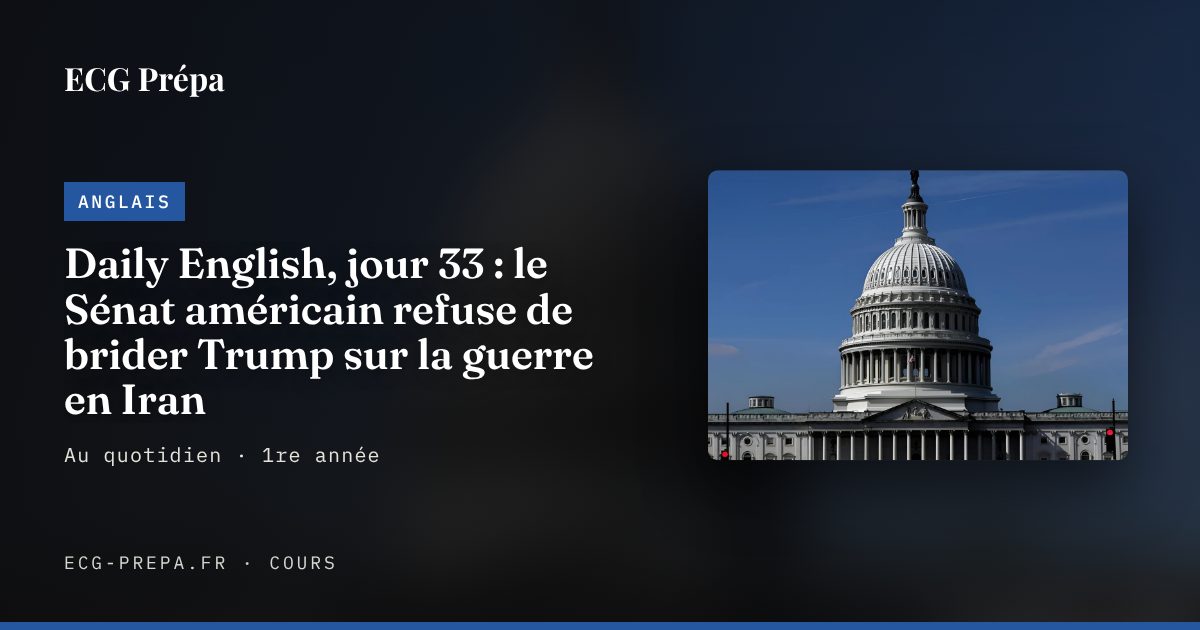 ECG Prépa
ANGLAIS
Daily English, jour 33 : le
Sénat américain refuse de
brider Trump sur la guerre
en Iran
Au quotidien · 1re année
ECG-PREPA.FR · COURS